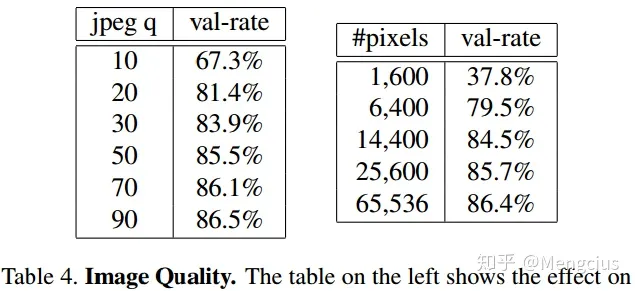 jpeg q val-rate
10 67.3%
20 81.4%
30 83.9%
50 85.5%
70 86.1%
90 86.5%
#pixels val-rate
1,600 37.8%
6,400 79.5%
14,400 84.5%
25,600 85.7%
65,536 86.4%
知乎 @Mengcius
Table 4. Image Quality. The table on the left shows the effect on